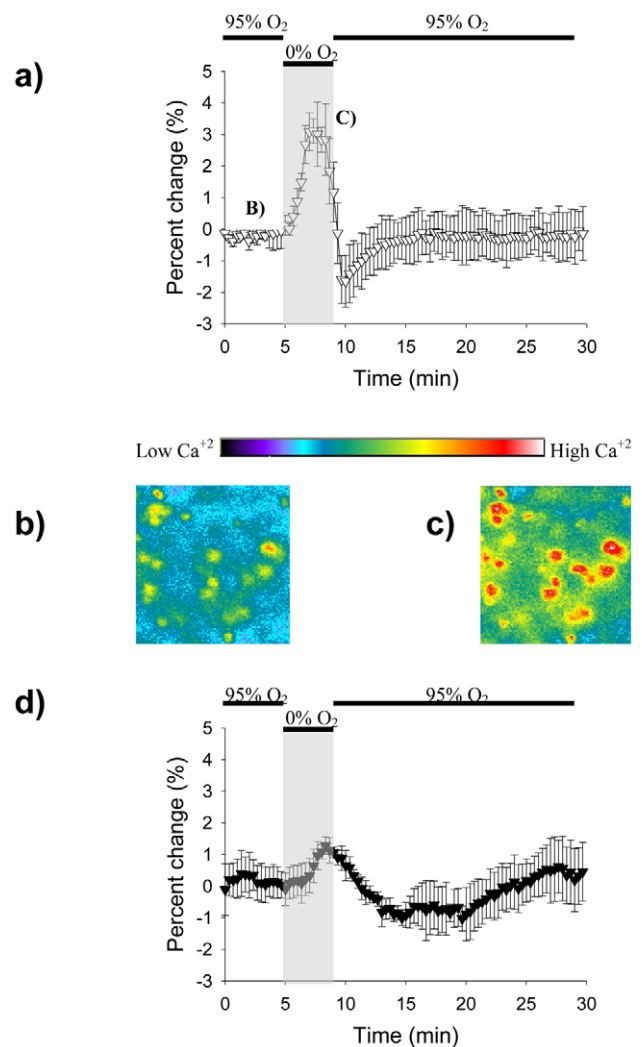 95% O₂ 95% O₂
0% O₂
a)
5
4
3
2
1
0
-1
-2
-3
Percent change (%)
B)
C)
0 5 10 15 20 25 30
Time (min)
Low Ca⁺² High Ca⁺²
b)
c)
d)
95% O₂ 95% O₂
0% O₂
5
4
3
2
1
0
-1
-2
-3
Percent change (%)
0 5 10 15 20 25 30
Time (min)